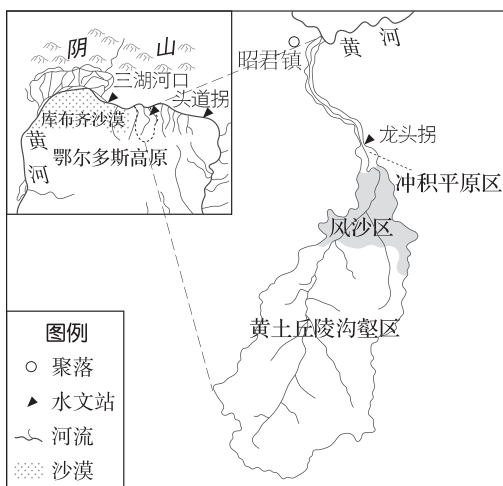 阴山
三湖河口
头道拐
库布齐沙漠
黄河
鄂尔多斯高原
黄河
昭君镇
龙头拐
冲积平原区
风沙区
黄土丘陵沟壑区
图例
聚落
水文站
河流
沙漠